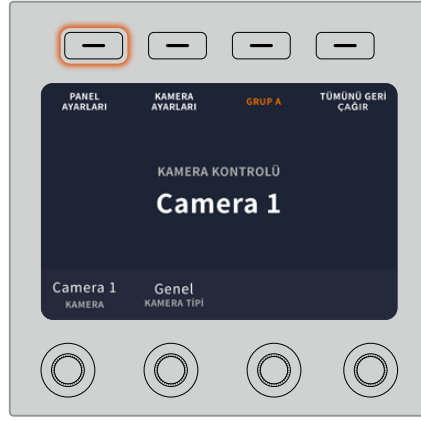 PANEL AYARLARI
KAMERA AYARLARI
GRUP A
TÜMÜNÜ GERİ ÇAĞIR
KAMERA KONTROLÜ
Camera 1
Camera 1
KAMERA
Genel
KAMERA TİPİ